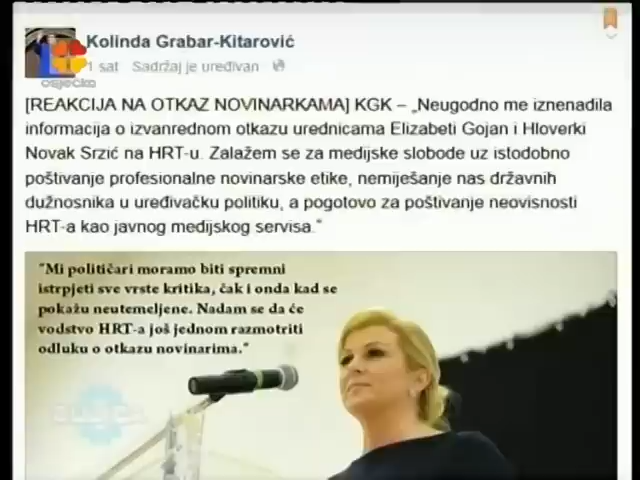 Kolinda Grabar-Kitarović
1 sat Sadržaj je uređivan
osječka
[REAKCIJA NA OTKAZ NOVINARKAMA] KGK – „Neugodno me iznenadila
informacija o izvanrednom otkazu urednicama Elizabeti Gojan i Hloverki
Novak Srzić na HRT-u. Zalažem se za medijske slobode uz istodobno
poštivanje profesionalne novinarske etike, nemiješanje nas državnih
dužnosnika u uređivačku politiku, a pogotovo za poštivanje neovisnosti
HRT-a kao javnog medijskog servisa.“
"Mi političari moramo biti spremni
istrpjeti sve vrste kritika, čak i onda kad se
pokažu neutemeljene. Nadam se da će
vodstvo HRT-a još jednom razmotriti
odluku o otkazu novinarima."